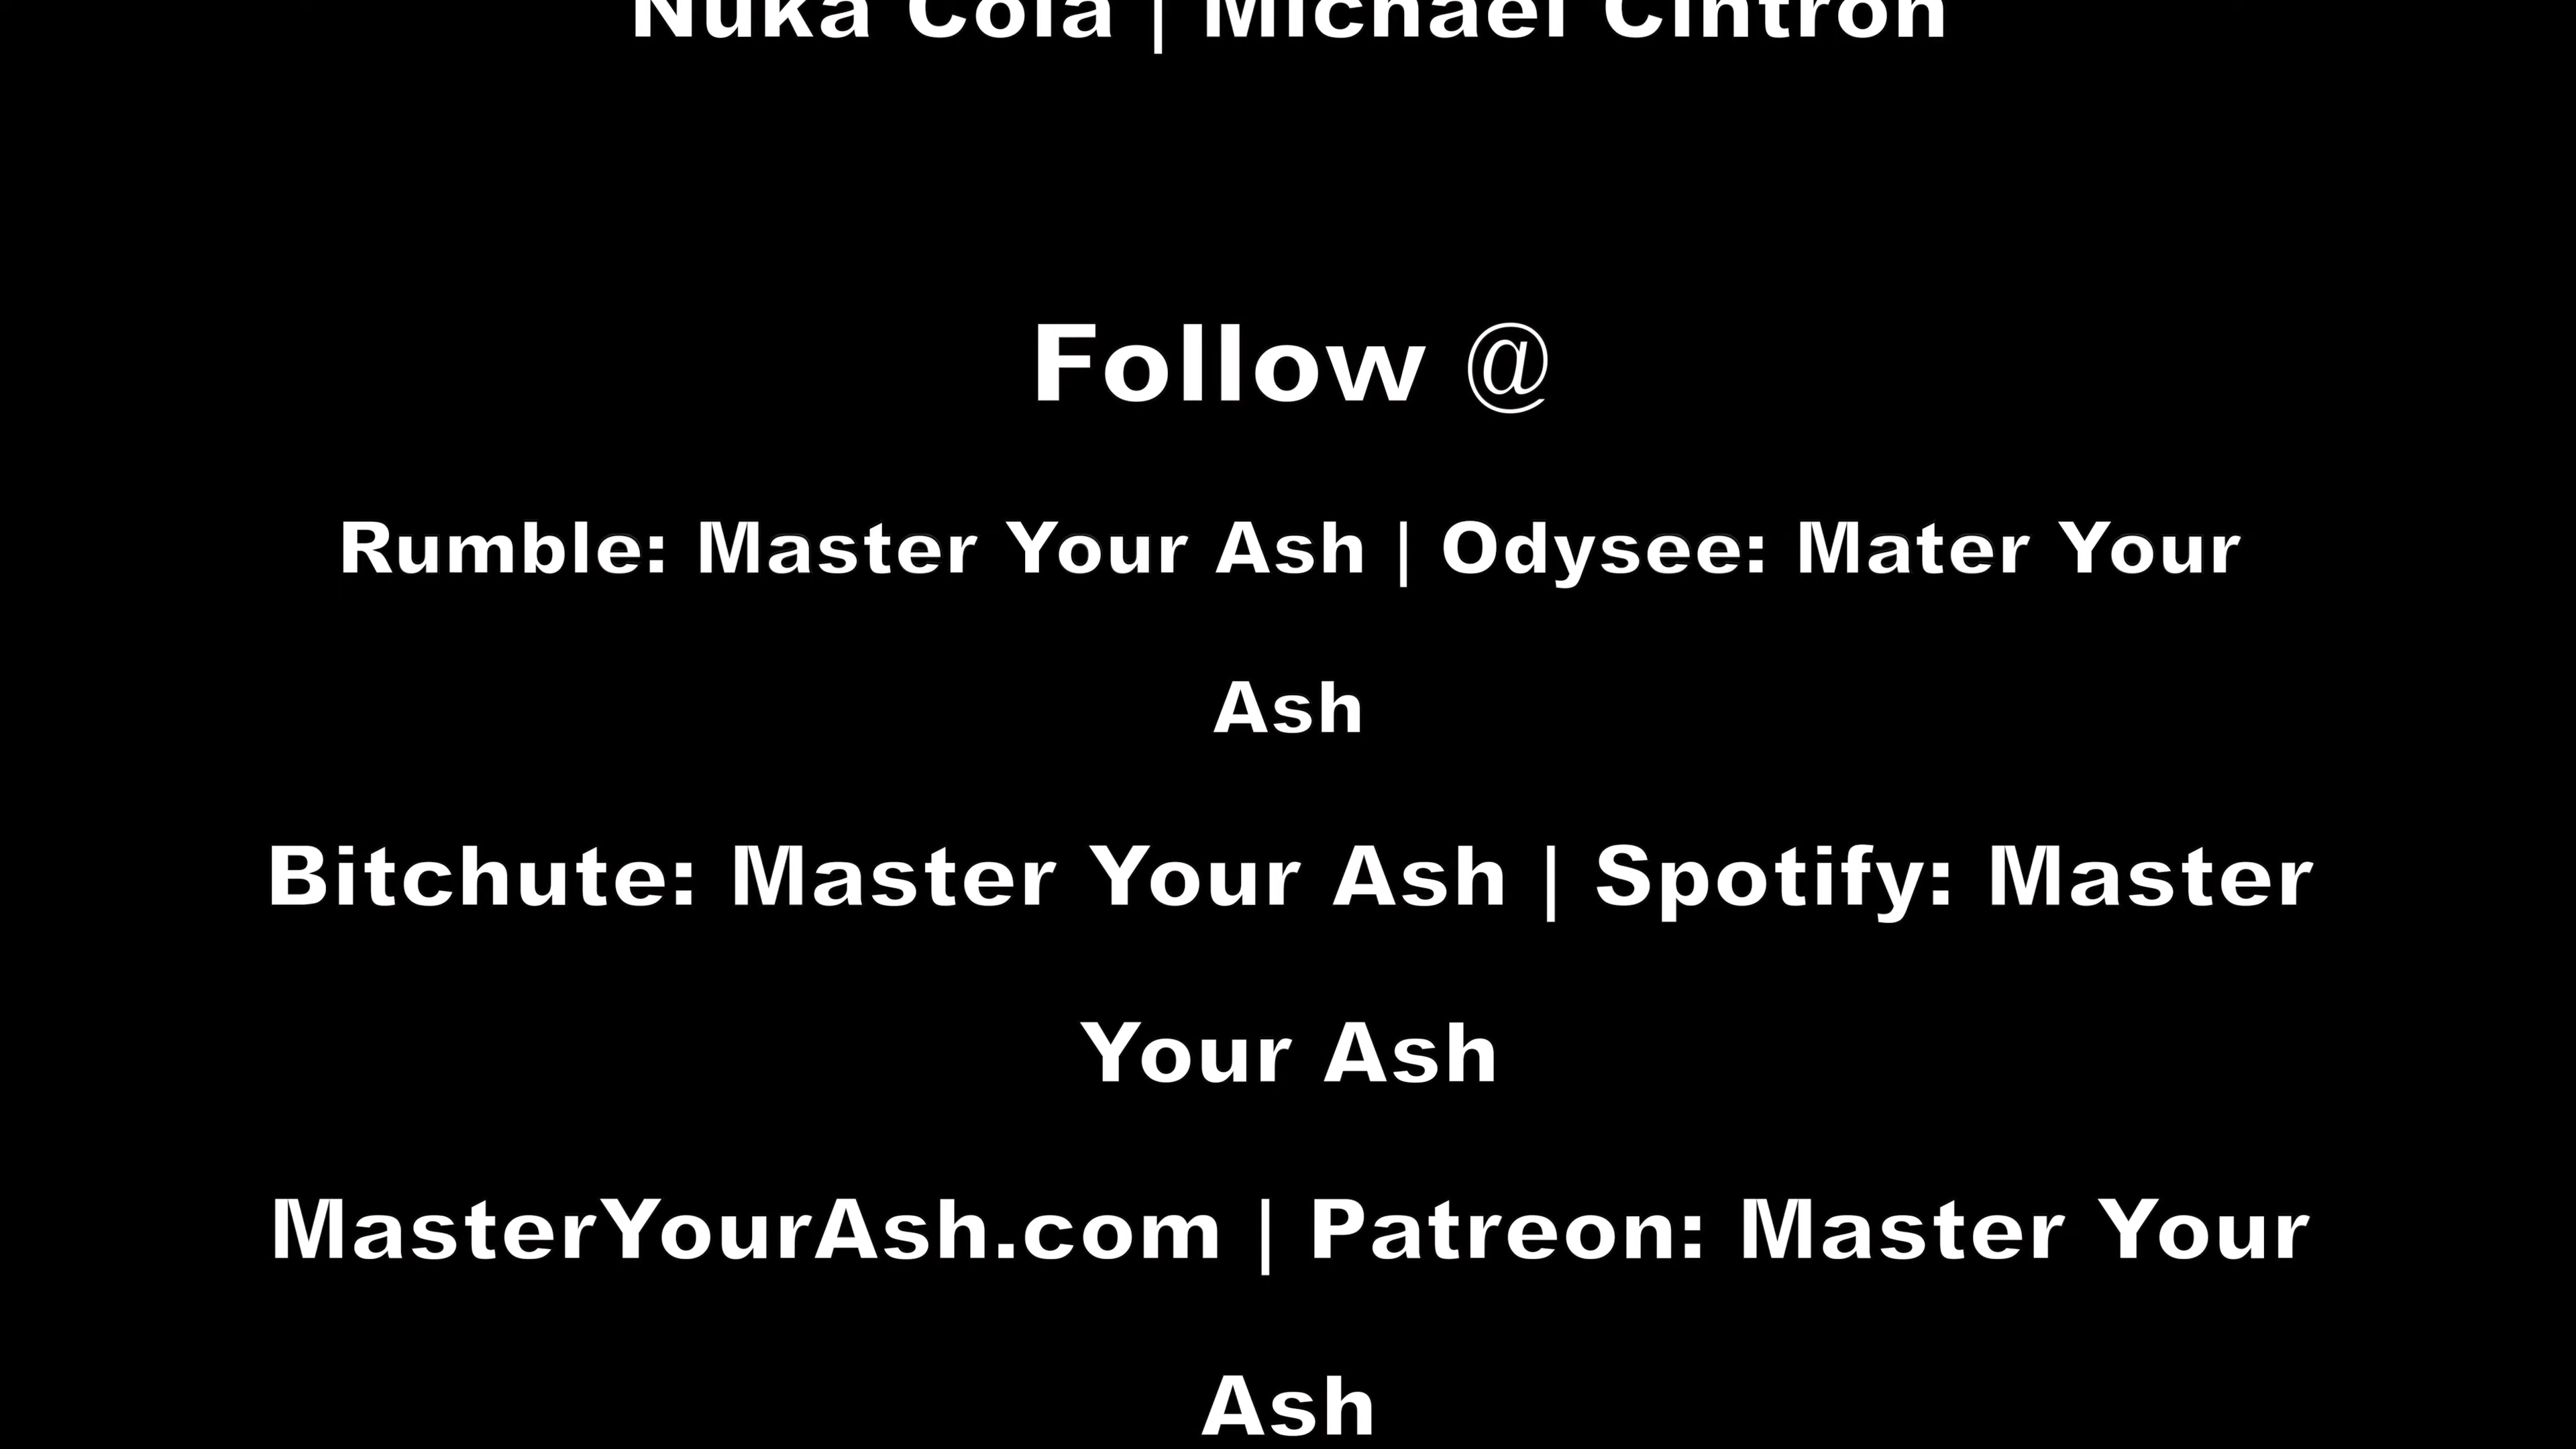 Nuka Cola | Michael Cintron
Follow @
Rumble: Master Your Ash | Odysee: Mater Your
Ash
Bitchute: Master Your Ash | Spotify: Master
Your Ash
MasterYourAsh.com | Patreon: Master Your
Ash